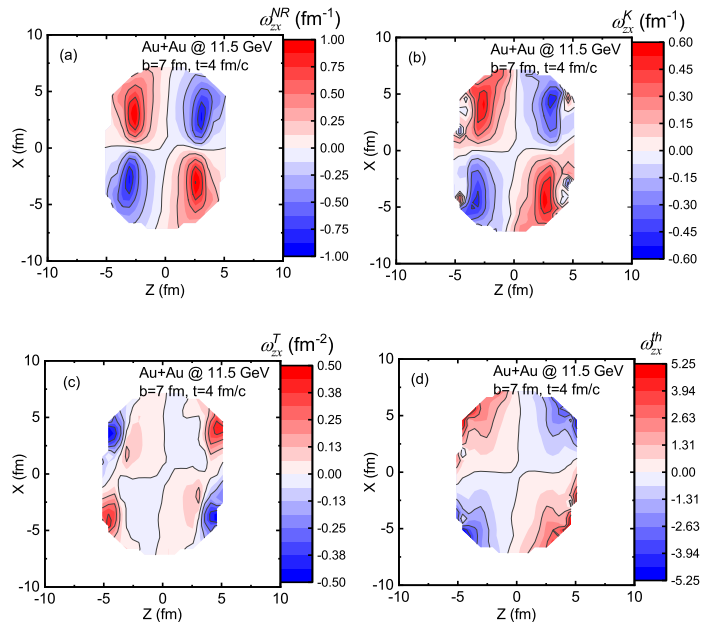 ω_zx^NR (fm-1)
(a)
Au+Au @ 11.5 GeV
b=7 fm, t=4 fm/c
X (fm)
10
5
0
-5
-10
-10 -5 0 5 10
Z (fm)
1.00
0.75
0.50
0.25
0.00
-0.25
-0.50
-0.75
-1.00
ω_zx^K (fm-1)
(b)
Au+Au @ 11.5 GeV
b=7 fm, t=4 fm/c
X (fm)
10
5
0
-5
-10
-10 -5 0 5 10
Z (fm)
0.60
0.45
0.30
0.15
0.00
-0.15
-0.30
-0.45
-0.60
ω_zx^T (fm-2)
(c)
Au+Au @ 11.5 GeV
b=7 fm, t=4 fm/c
X (fm)
10
5
0
-5
-10
-10 -5 0 5 10
Z (fm)
0.50
0.38
0.25
0.13
0.00
-0.13
-0.25
-0.38
-0.50
ω_zx^th
(d)
Au+Au @ 11.5 GeV
b=7 fm, t=4 fm/c
X (fm)
10
5
0
-5
-10
-10 -5 0 5 10
Z (fm)
5.25
3.94
2.63
1.31
0.00
-1.31
-2.63
-3.94
-5.25